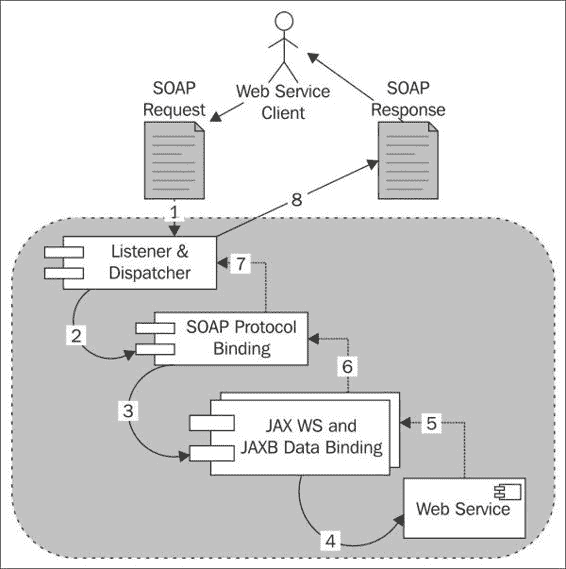 SOAP
Request
Web Service
Client
SOAP
Response
1
8
Listener &
Dispatcher
7
2
SOAP Protocol
Binding
6
3
JAX WS and
JAXB Data Binding
5
Web Service
4